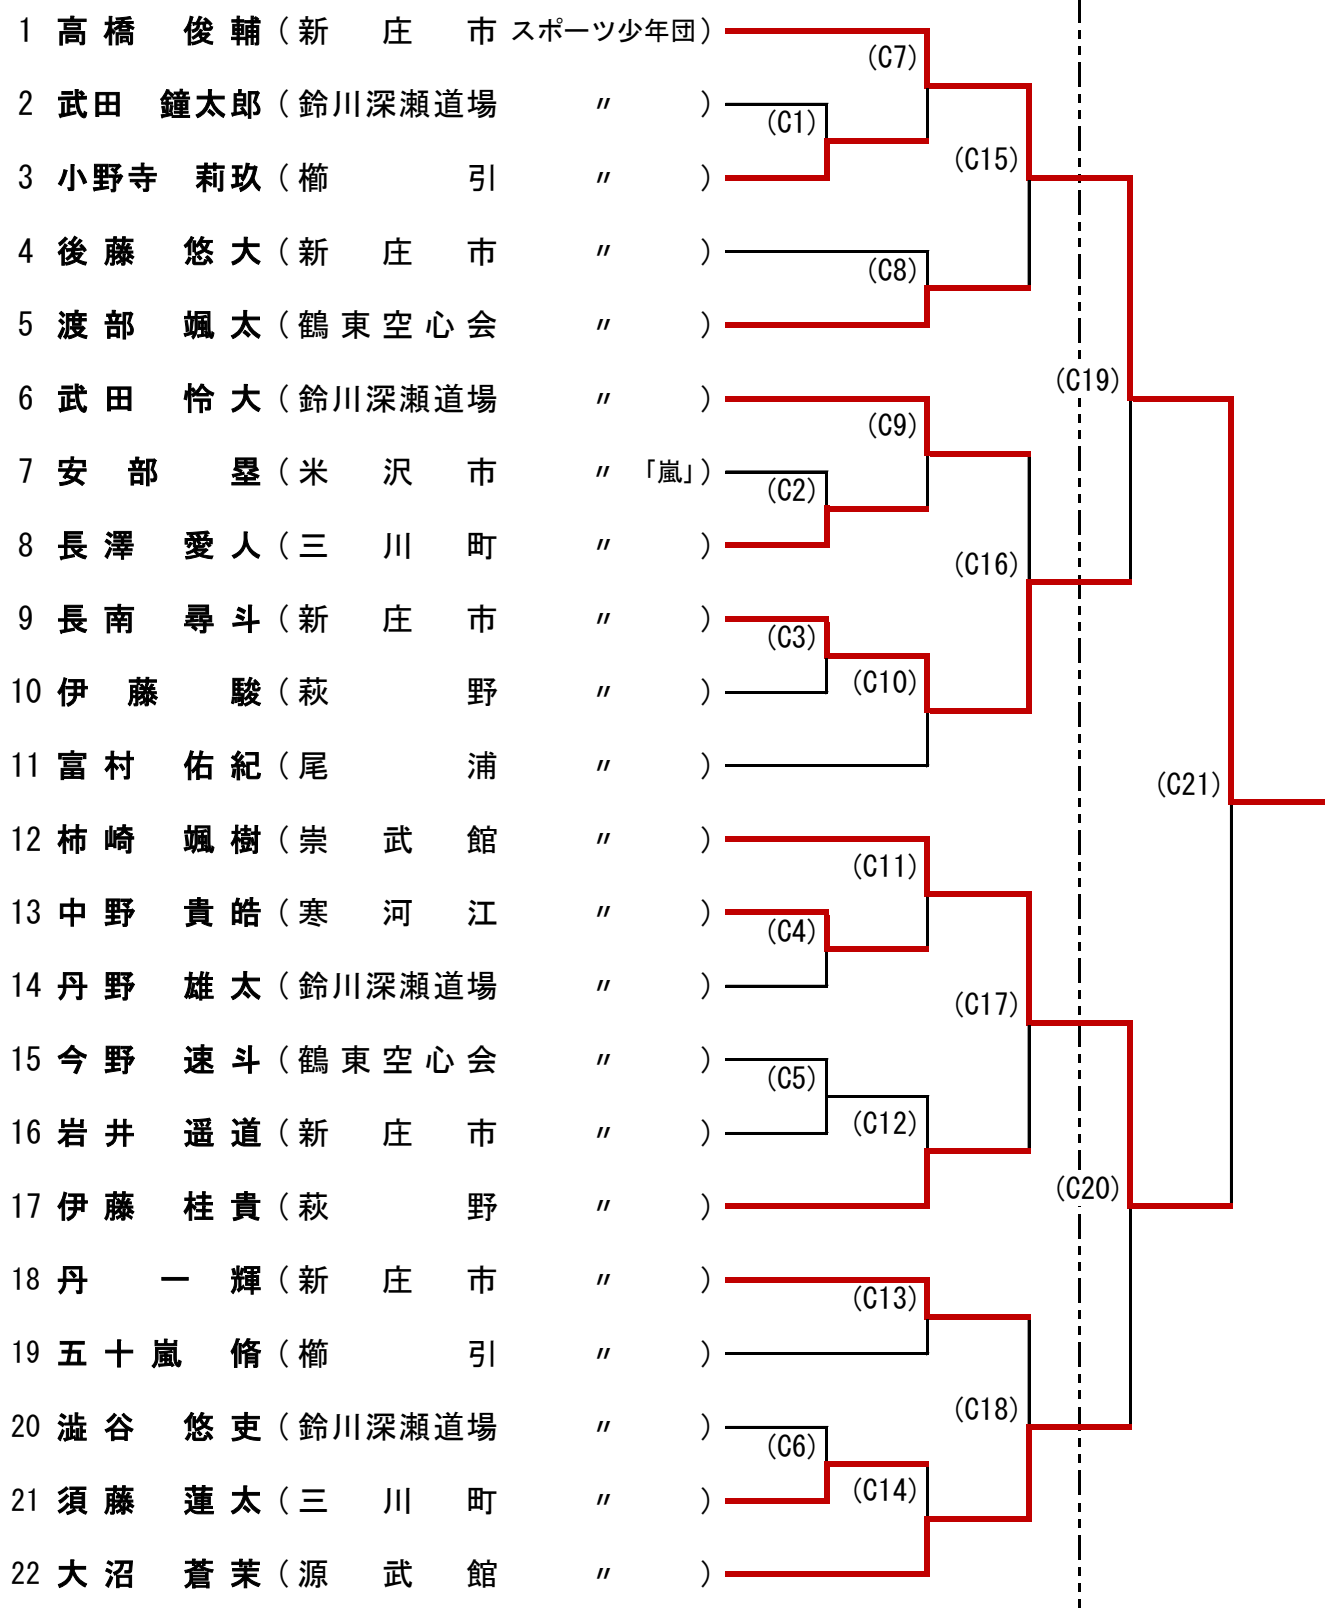 1 高橋 俊輔 (新庄市 スポーツ少年団)
(C7)
2 武田 鐘太郎 (鈴川深瀬道場 〃 )
(C1)
(C15)
3 小野寺 莉玖 (櫛引 〃 )
4 後藤 悠大 (新庄市 〃 )
(C8)
5 渡部 颯太 (鶴東空心会 〃 )
(C19)
6 武田 怜大 (鈴川深瀬道場 〃 )
(C9)
7 安部 塁 (米沢市 〃 「嵐」)
(C2)
8 長澤 愛人 (三川町 〃 )
(C16)
9 長南 尋斗 (新庄市 〃 )
(C3)
10 伊藤 駿 (萩野 〃 )
(C10)
11 富村 佑紀 (尾浦 〃 )
(C21)
12 柿崎 颯樹 (崇武館 〃 )
(C11)
13 中野 貴皓 (寒河江 〃 )
(C4)
14 丹野 雄太 (鈴川深瀬道場 〃 )
(C17)
15 今野 速斗 (鶴東空心会 〃 )
(C5)
16 岩井 遥道 (新庄市 〃 )
(C12)
17 伊藤 桂貴 (萩野 〃 )
(C20)
18 丹 一輝 (新庄市 〃 )
(C13)
19 五十嵐 脩 (櫛引 〃 )
(C18)
20 澁谷 悠吏 (鈴川深瀬道場 〃 )
(C6)
21 須藤 蓮太 (三川町 〃 )
(C14)
22 大沼 蒼茉 (源武館 〃 )